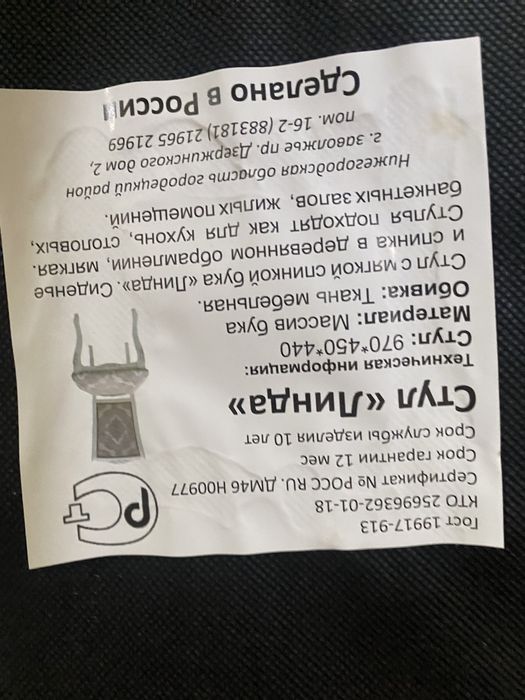 Гост 19917-913
КТО 25696362-01-18
Сертификат № РОСС RU. ДМ46 Н00977
Срок гарантии 12 мес
Срок службы изделия 10 лет
РСТ
Стул «Линда»
Техническая информация:
Стул: 970*450*440
Материал: Массив бука
Обивка: Ткань мебельная.
Стул с мягкой спинкой бука «Линда». Сиденье
и спинка в деревянном обрамлении, мягкая.
Стулья подходят как для кухонь, столовых,
банкетных залов, жилых помещений.
Нижегородская область городецкий район
г. заволжье пр. Дзержинского дом 2,
пом. 16-2 (883181) 21965 21969
Сделано в России